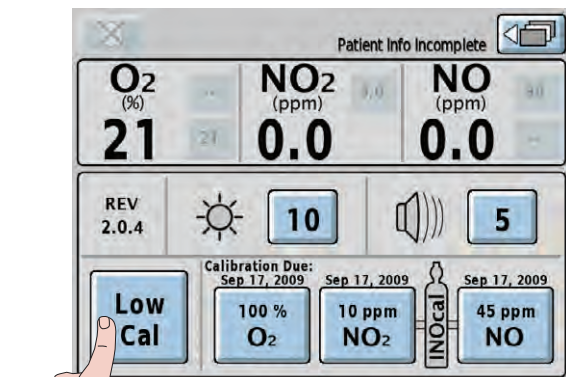 Patient Info Incomplete
O2 NO2 NO
(%) (ppm) (ppm)
21 0.0 0.0
21
REV
2.0.4
10
5
Calibration Due:
Sep 17, 2009 Sep 17, 2009 Sep 17, 2009
Low
Cal
100 %
O2
10 ppm
NO2
INOcal
45 ppm
NO